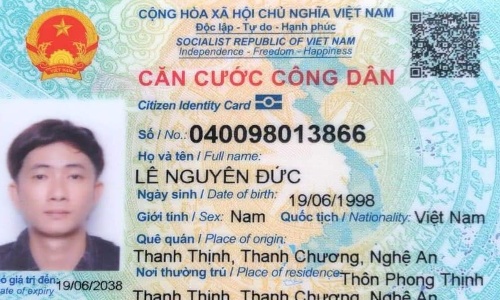 CỘNG HÒA XÃ HỘI CHỦ NGHĨA VIỆT NAM
Độc lập - Tự do - Hạnh phúc
SOCIALIST REPUBLIC OF VIET NAM
Independence - Freedom - Happiness
CĂN CƯỚC CÔNG DÂN
Citizen Identity Card
Số / No.: 040098013866
Họ và tên / Full name:
LÊ NGUYÊN ĐỨC
Ngày sinh / Date of birth: 19/06/1998
Giới tính / Sex: Nam Quốc tịch / Nationality: Việt Nam
Quê quán / Place of origin:
Thanh Thịnh, Thanh Chương, Nghệ An
Nơi thường trú / Place of residence: Thôn Phong Thịnh
giá trị đến: 19/06/2038
of expiry
Thanh Thịnh, Thanh Chương, Nghệ An